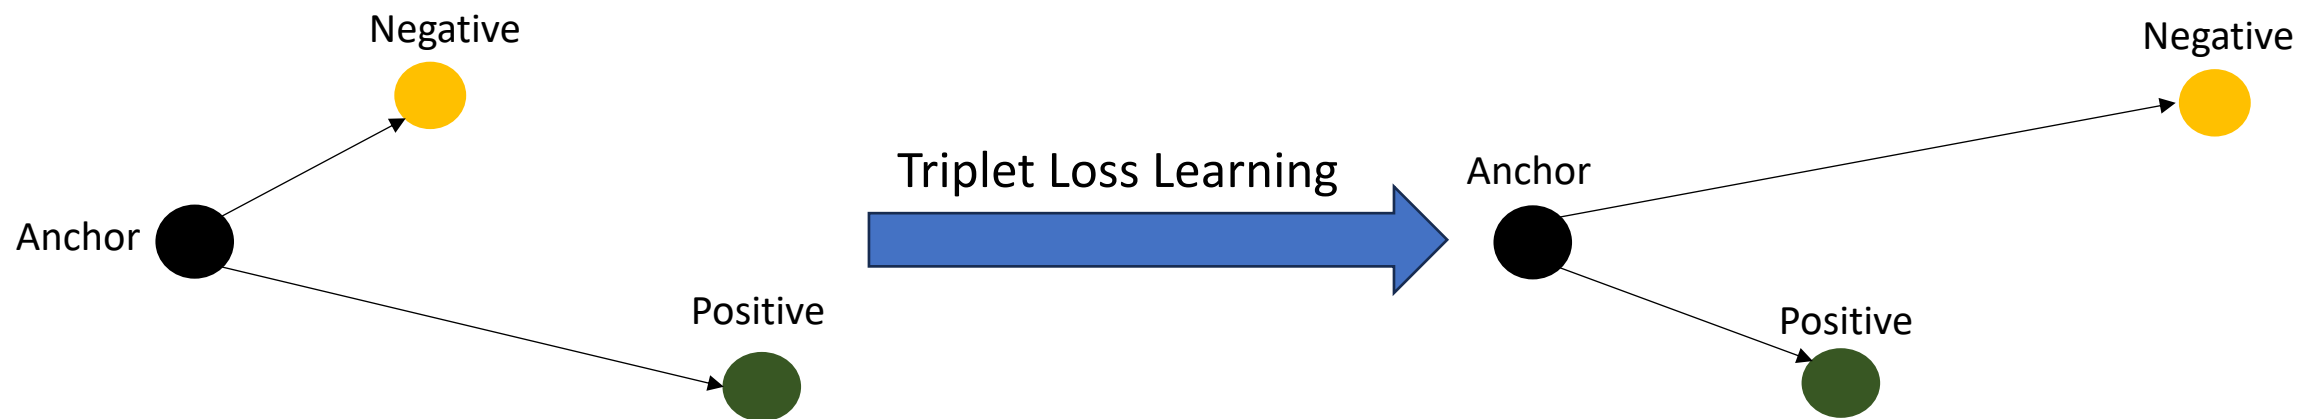 Negative
Anchor
Positive
Triplet Loss Learning
Negative
Anchor
Positive